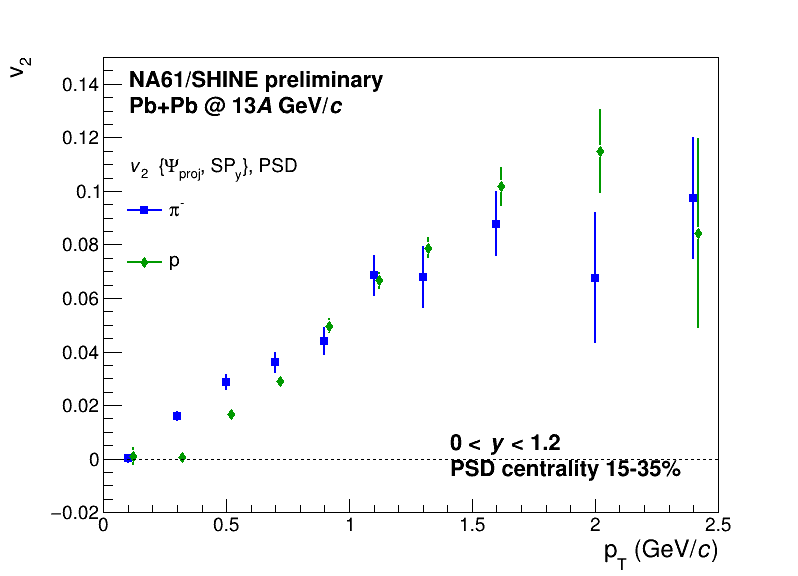 v₂
NA61/SHINE preliminary
Pb+Pb @ 13A GeV/c
v₂ {Ψproj, SPy}, PSD
π⁻
p
0.14
0.12
0.1
0.08
0.06
0.04
0.02
0
−0.02
0 < y < 1.2
PSD centrality 15-35%
0 0.5 1 1.5 2 2.5
pT (GeV/c)